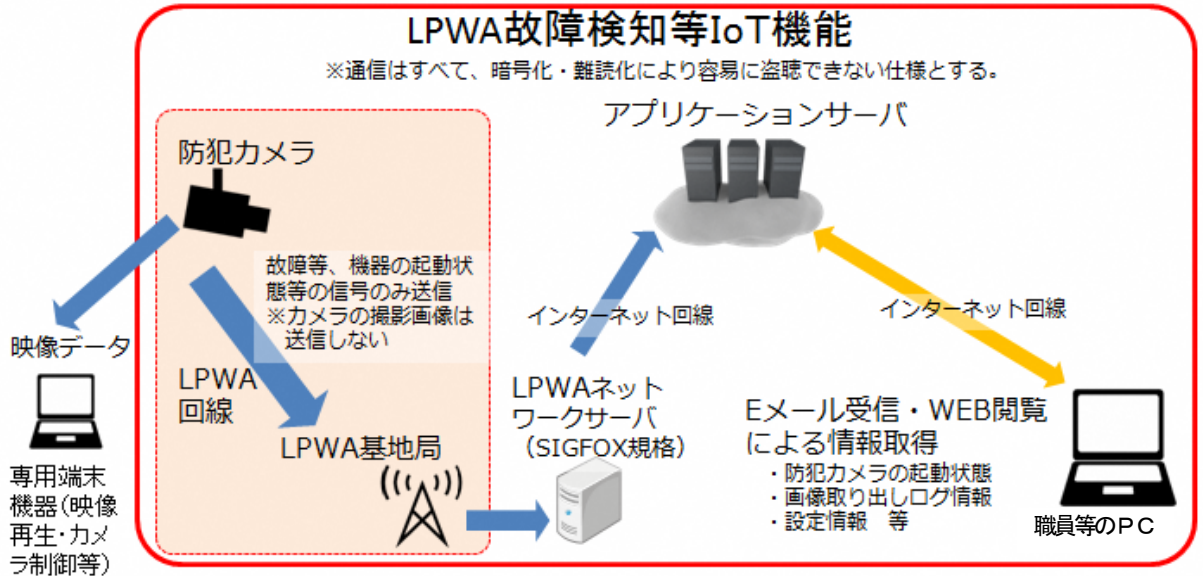 LPWA故障検知等IoT機能
※通信はすべて、暗号化・難読化により容易に盗聴できない仕様とする。
アプリケーションサーバ
防犯カメラ
故障等、機器の起動状
態等の信号のみ送信
※カメラの撮影画像は
送信しない
映像データ
専用端末
機器(映像
再生・カメ
ラ制御等)
LPWA
回線
LPWA基地局
インターネット回線
LPWAネット
ワークサーバ
（SIGFOX規格）
インターネット回線
Eメール受信・WEB閲覧
による情報取得
・防犯カメラの起動状態
・画像取り出しログ情報
・設定情報　等
職員等のＰＣ